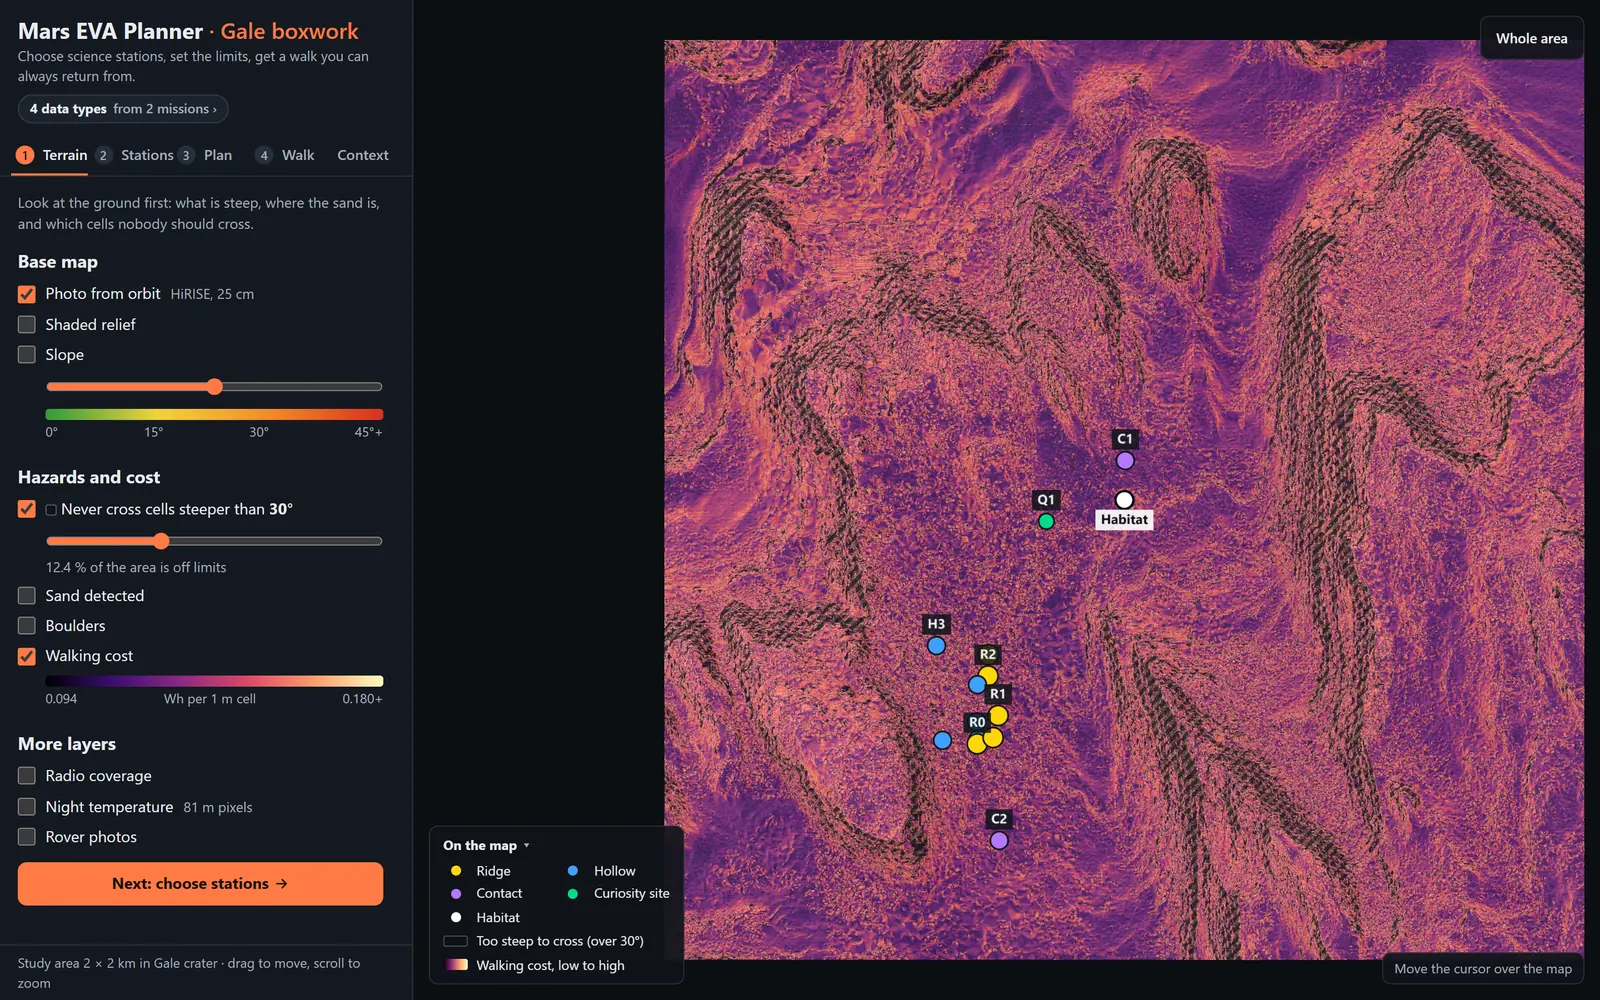 Mars EVA Planner · Gale boxwork
Choose science stations, set the limits, get a walk you can
always return from.
4 data types from 2 missions ›
1 Terrain 2 Stations 3 Plan 4 Walk Context
Look at the ground first: what is steep, where the sand is,
and which cells nobody should cross.
Base map
Photo from orbit HiRISE, 25 cm
Shaded relief
Slope
0° 15° 30° 45°+
Hazards and cost
Never cross cells steeper than 30°
12.4 % of the area is off limits
Sand detected
Boulders
Walking cost
0.094 Wh per 1 m cell 0.180+
More layers
Radio coverage
Night temperature 81 m pixels
Rover photos
Next: choose stations →
Study area 2 × 2 km in Gale crater · drag to move, scroll to
zoom
Whole area
C1
Q1
Habitat
H3
R2
R1
R0
C2
On the map ▾
Ridge Hollow
Contact Curiosity site
Habitat
Too steep to cross (over 30°)
Walking cost, low to high
Move the cursor over the map